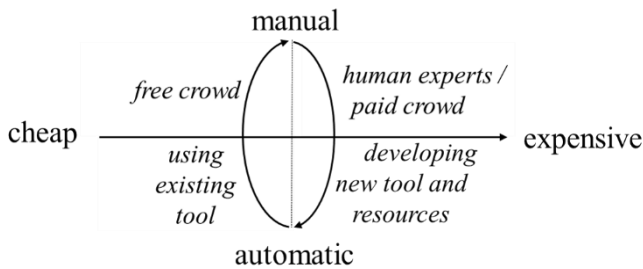 manual
free crowd
human experts /
paid crowd
cheap
expensive
using
existing
tool
developing
new tool and
resources
automatic